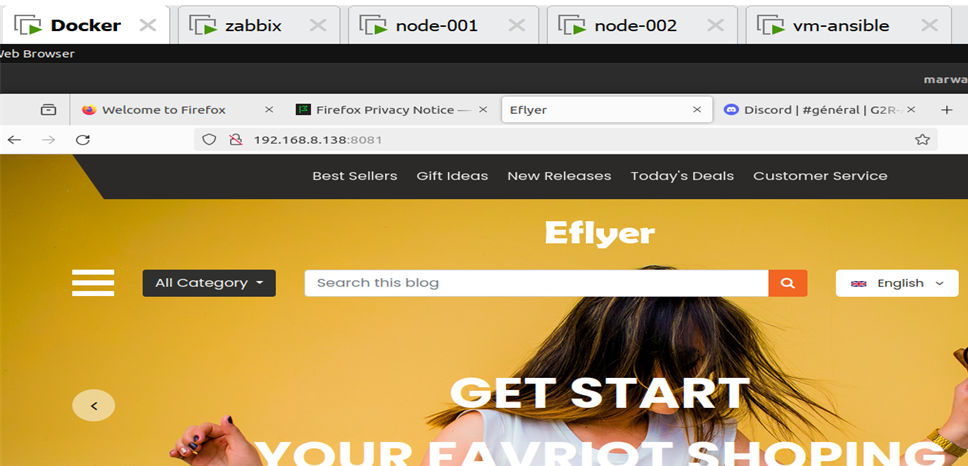 Docker zabbix node-001 node-002 vm-ansible
Web Browser
marwa
Welcome to Firefox Firefox Privacy Notice — Eflyer Discord | #général | G2R-
192.168.8.138:8081
Best Sellers Gift Ideas New Releases Today's Deals Customer Service
Eflyer
All Category Search this blog English
GET START
YOUR FAVRIOT SHOPING